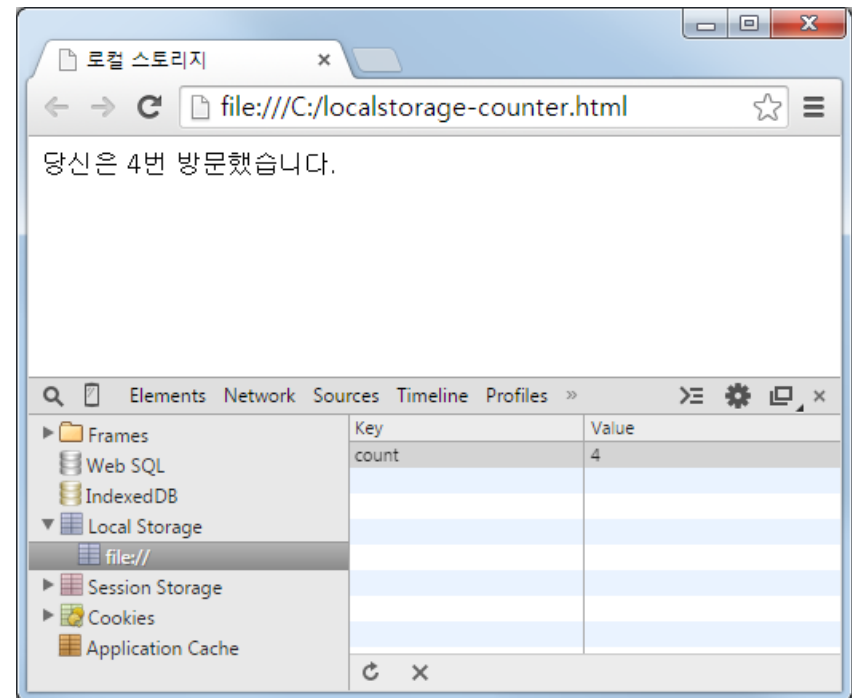 로컬 스토리지
file:///C:/localstorage-counter.html
당신은 4번 방문했습니다.
Elements Network Sources Timeline Profiles »
Frames
Web SQL
IndexedDB
Local Storage
file://
Session Storage
Cookies
Application Cache
Key Value
count 4